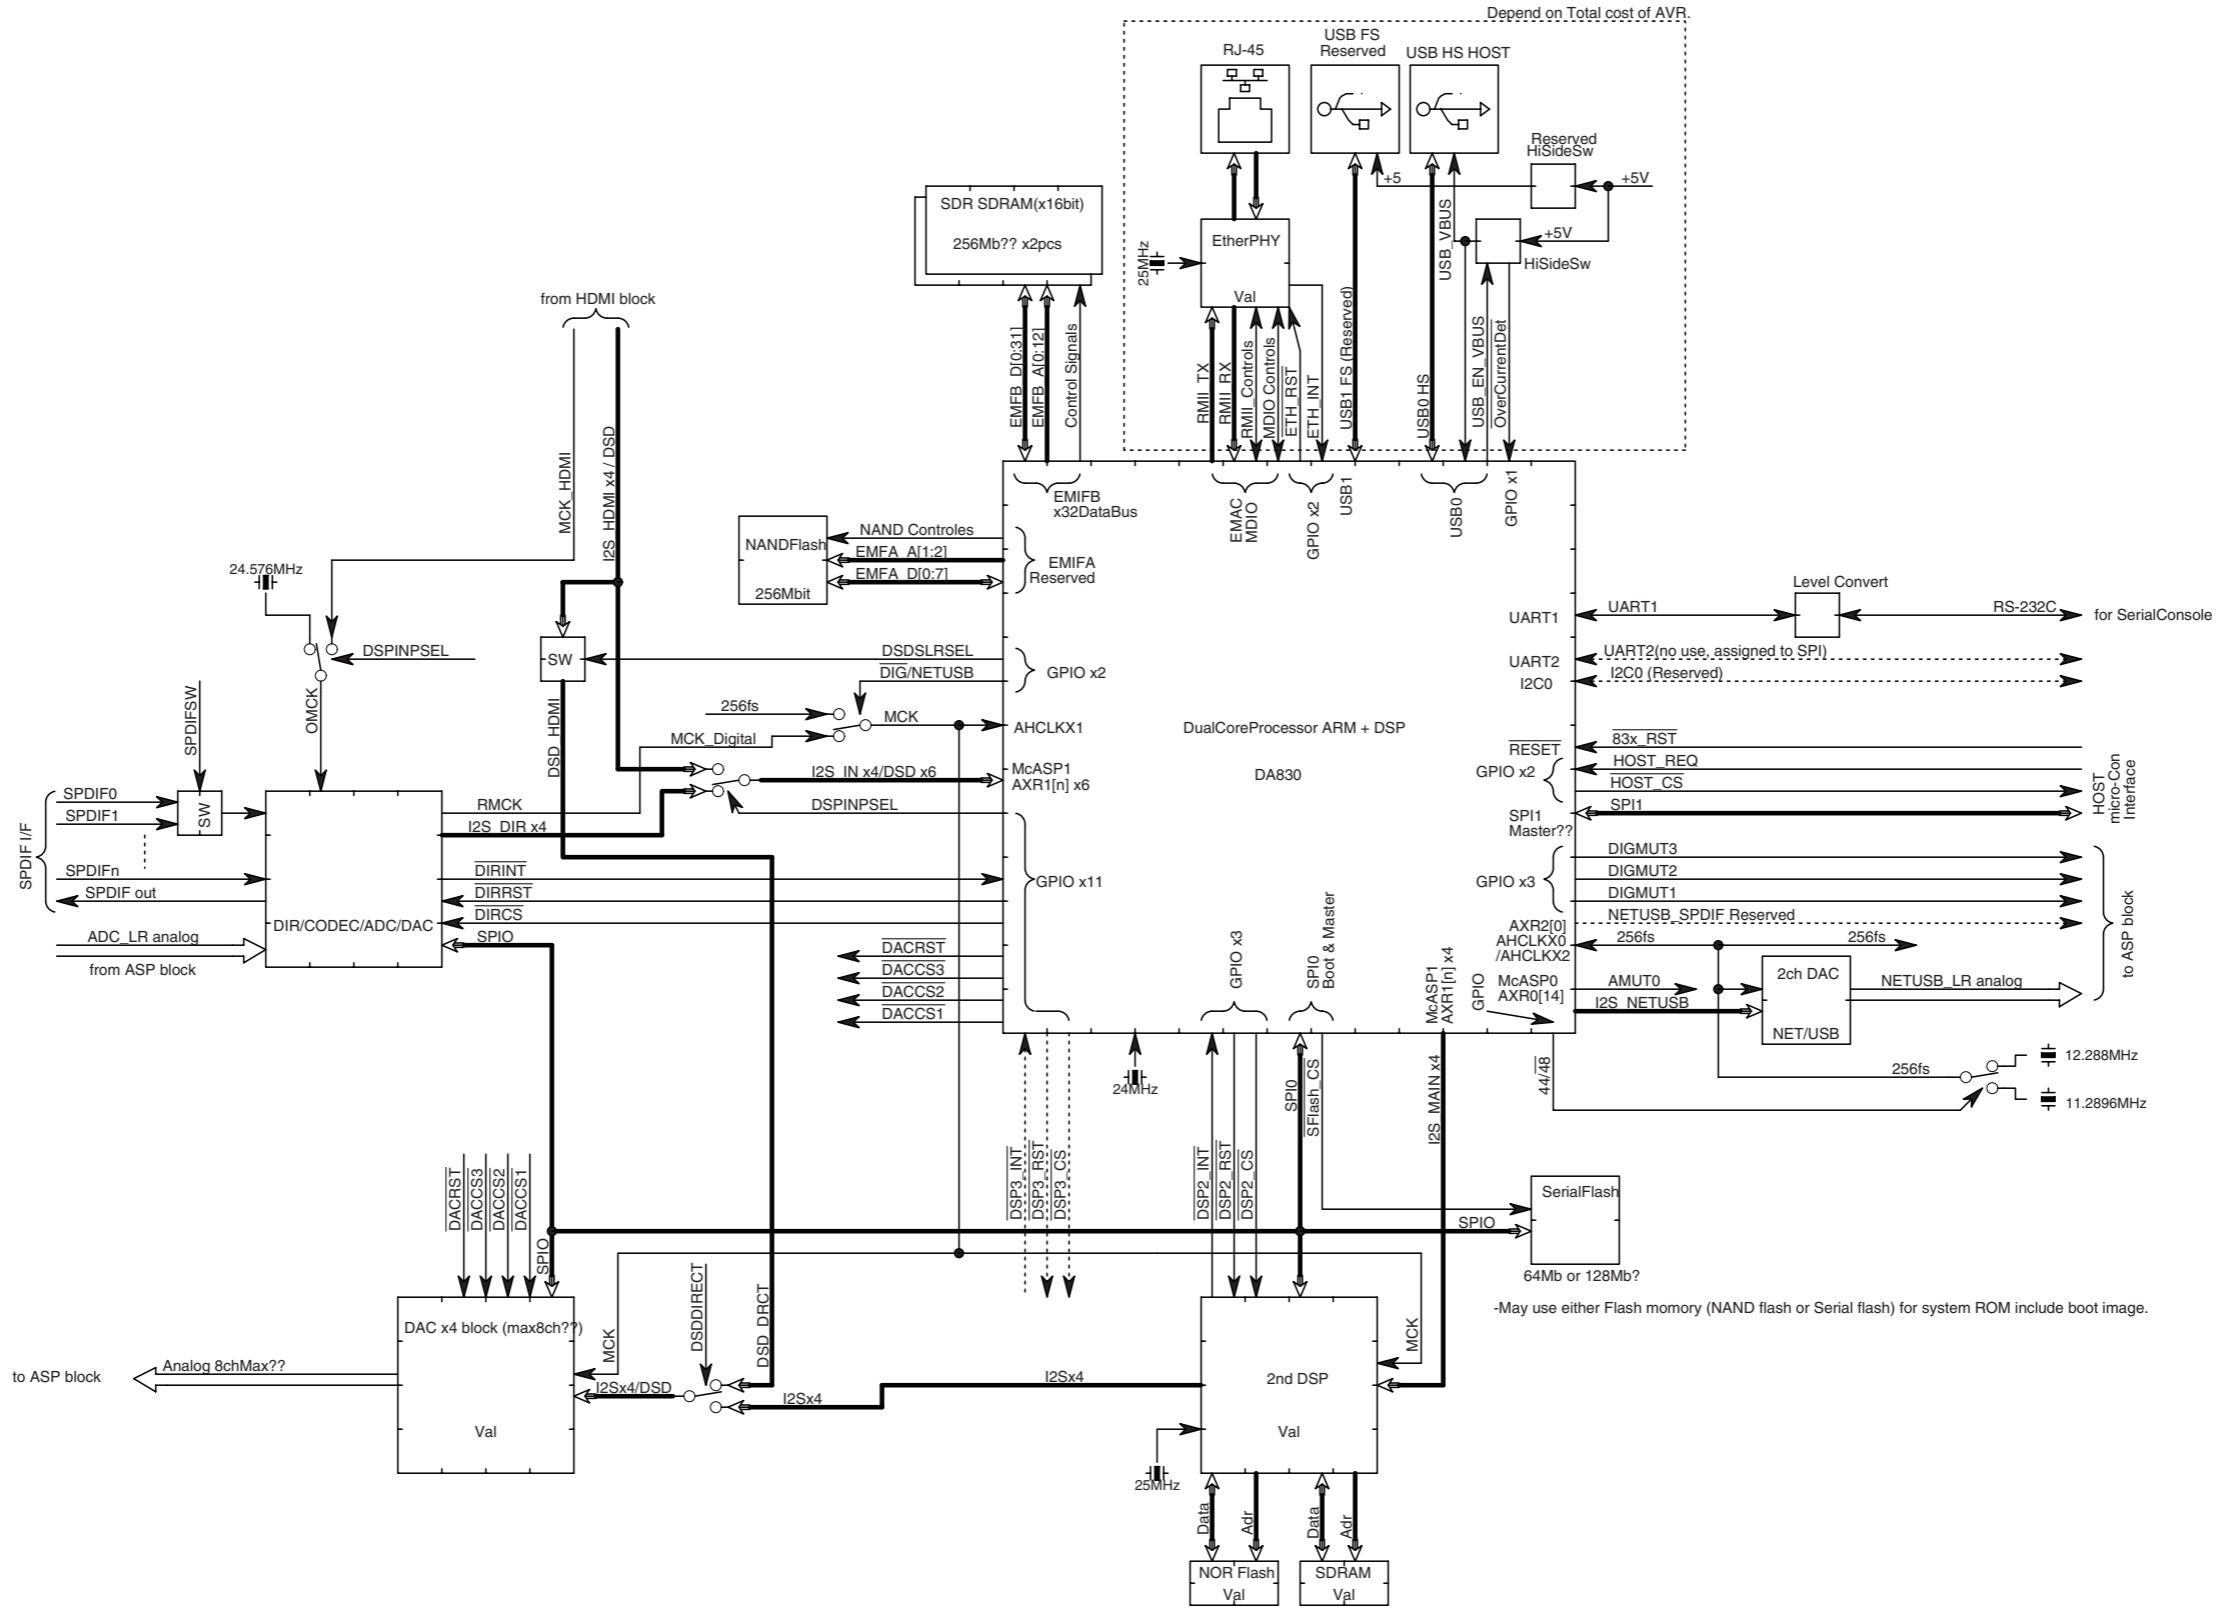 Depend on Total cost of AVR.
RJ-45
USB FS
Reserved
USB HS HOST
Reserved
HiSideSw
+5
+5V
+5V
HiSideSw
USB_VBUS
SDR SDRAM(x16bit)
256Mb?? x2pcs
25MHz
EtherPHY
Val
EMFB_D[0:31]
EMFB_A[0:12]
Control Signals
RMII_TX
RMII_RX
RMII_Controls
MDIO Controls
ETH_RST
ETH_INT
USB1 FS (Reserved)
USB0 HS
USB_EN_VBUS
OverCurrentDet
from HDMI block
MCK_HDMI
I2S_HDMI x4 / DSD
EMIFB
x32DataBus
EMAC
MDIO
GPIO x2
USB1
USB0
GPIO x1
NANDFlash
256Mbit
NAND Controles
EMFA_A[1:2]
EMFA_D[0:7]
EMIFA
Reserved
24.576MHz
DSPINPSEL
OMCK
SW
DSDSLRSEL
DIG/NETUSB
GPIO x2
256fs
MCK
AHCLKX1
MCK_Digital
DSD_HDMI
I2S_IN x4/DSD x6
McASP1
AXR1[n] x6
DSPINPSEL
DualCoreProcessor ARM + DSP
DA830
UART1
UART1
Level Convert
RS-232C
for SerialConsole
UART2
UART2(no use, assigned to SPI)
I2C0
I2C0 (Reserved)
RESET
83x_RST
GPIO x2
HOST_REQ
HOST_CS
SPI1
Master??
SPI1
HOST
micro-Con
Interface
GPIO x3
DIGMUT3
DIGMUT2
DIGMUT1
AXR2[0]
NETUSB_SPDIF Reserved
AHCLKX0
/AHCLKX2
256fs
256fs
McASP0
AXR0[14]
AMUT0
I2S_NETUSB
2ch DAC
NET/USB
NETUSB_LR analog
to ASP block
SPDIFSW
SPDIF I/F
SPDIF0
SPDIF1
SW
SPDIFn
SPDIF out
ADC_LR analog
from ASP block
DIR/CODEC/ADC/DAC
RMCK
I2S_DIR x4
DIRINT
DIRRST
DIRCS
SPIO
GPIO x11
DACRST
DACCS3
DACCS2
DACCS1
GPIO x3
SPI0
Boot & Master
McASP1
AXR1[n] x4
GPIO
24MHz
44/48
256fs
12.288MHz
11.2896MHz
DSP3_INT
DSP3_RST
DSP3_CS
DSP2_INT
DSP2_RST
DSP2_CS
SPI0
SFlash_CS
I2S_MAIN x4
SerialFlash
SPIO
64Mb or 128Mb?
-May use either Flash momory (NAND flash or Serial flash) for system ROM include boot image.
DACRST
DACCS3
DACCS2
DACCS1
SPIO
DAC x4 block (max8ch??)
Val
MCK
DSDDIRECT
DSD_DRCT
I2Sx4/DSD
I2Sx4
I2Sx4
to ASP block
Analog 8chMax??
2nd DSP
Val
MCK
25MHz
Data
Adr
Data
Adr
NOR Flash
Val
SDRAM
Val